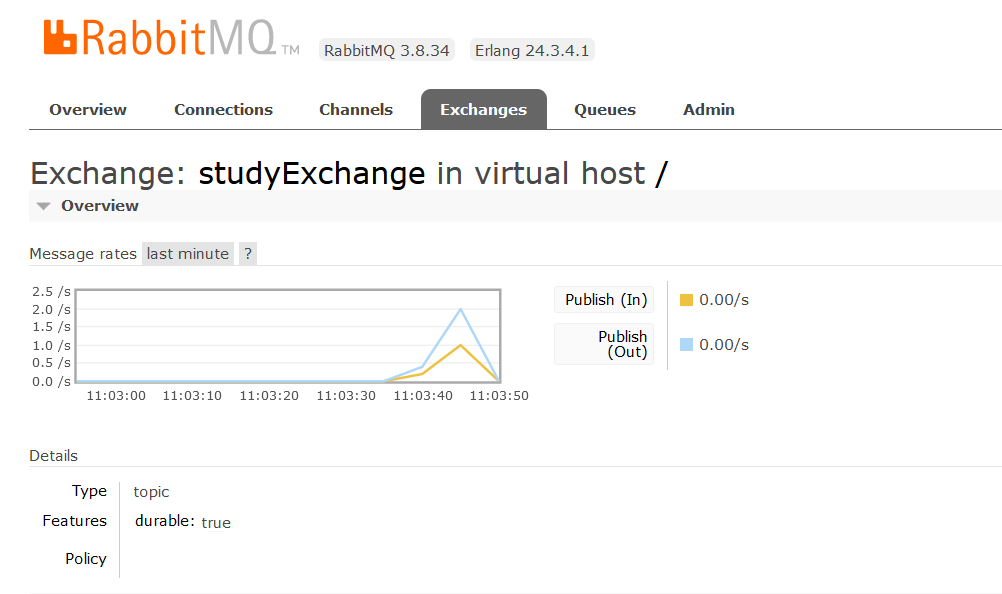 RabbitMQ TM RabbitMQ 3.8.34 Erlang 24.3.4.1
Overview Connections Channels Exchanges Queues Admin
Exchange: studyExchange in virtual host /
Overview
Message rates last minute ?
2.5 /s
2.0 /s
1.5 /s
1.0 /s
0.5 /s
0.0 /s
11:03:00 11:03:10 11:03:20 11:03:30 11:03:40 11:03:50
Publish (In) 0.00/s
Publish
(Out) 0.00/s
Details
Type topic
Features durable: true
Policy